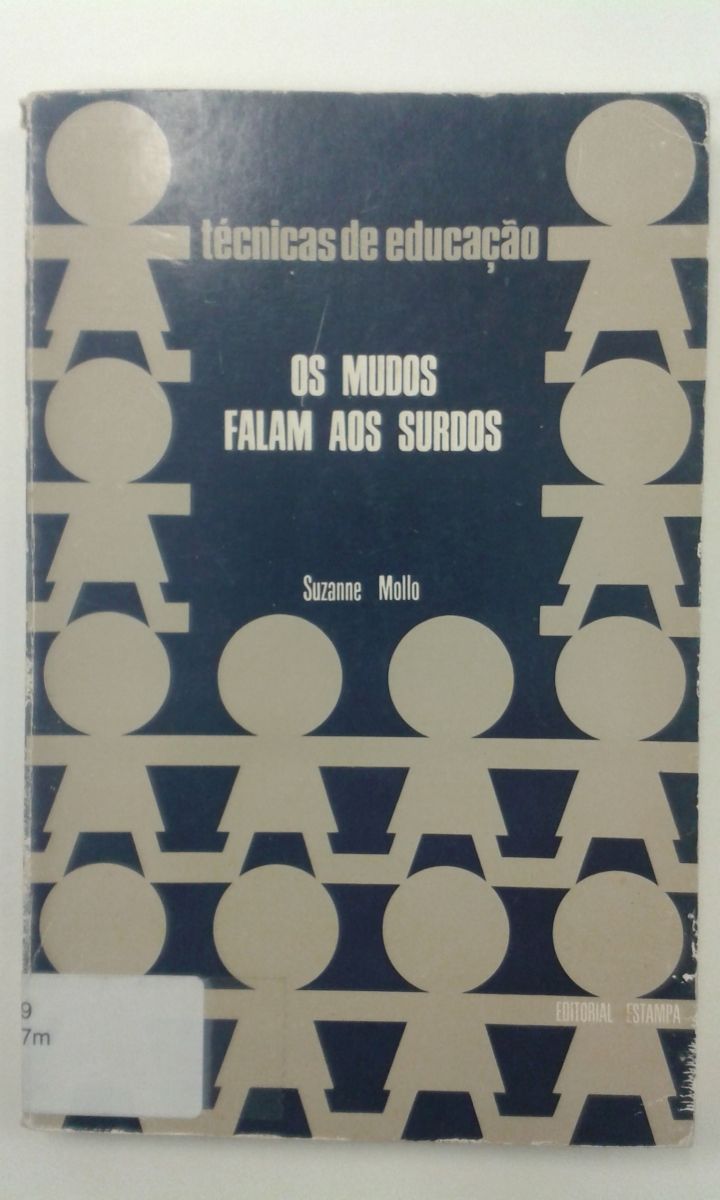 técnicas de educação
OS MUDOS
FALAM AOS SURDOS
Suzanne Mollo
EDITORIAL ESTAMPA
9
7m